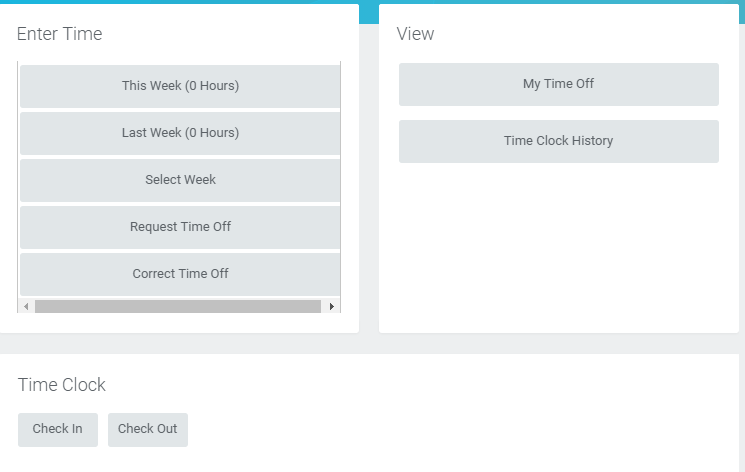 Enter Time
This Week (0 Hours)
Last Week (0 Hours)
Select Week
Request Time Off
Correct Time Off
View
My Time Off
Time Clock History
Time Clock
Check In
Check Out